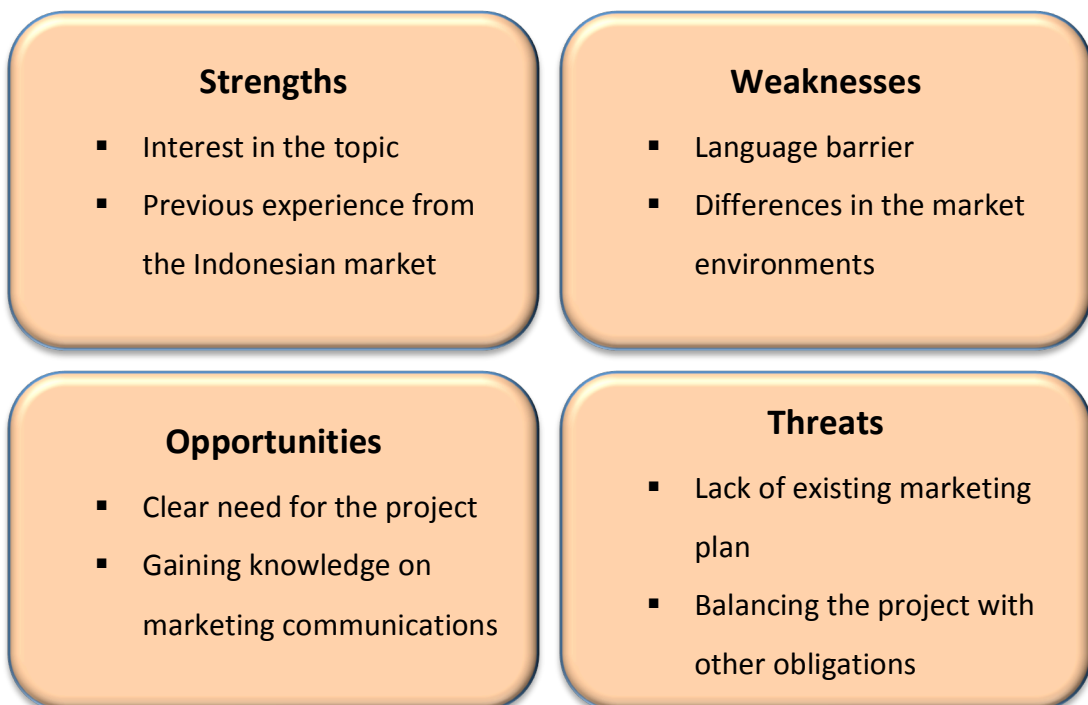 Strengths
▪ Interest in the topic
▪ Previous experience from
the Indonesian market
Weaknesses
▪ Language barrier
▪ Differences in the market
environments
Opportunities
▪ Clear need for the project
▪ Gaining knowledge on
marketing communications
Threats
▪ Lack of existing marketing
plan
▪ Balancing the project with
other obligations